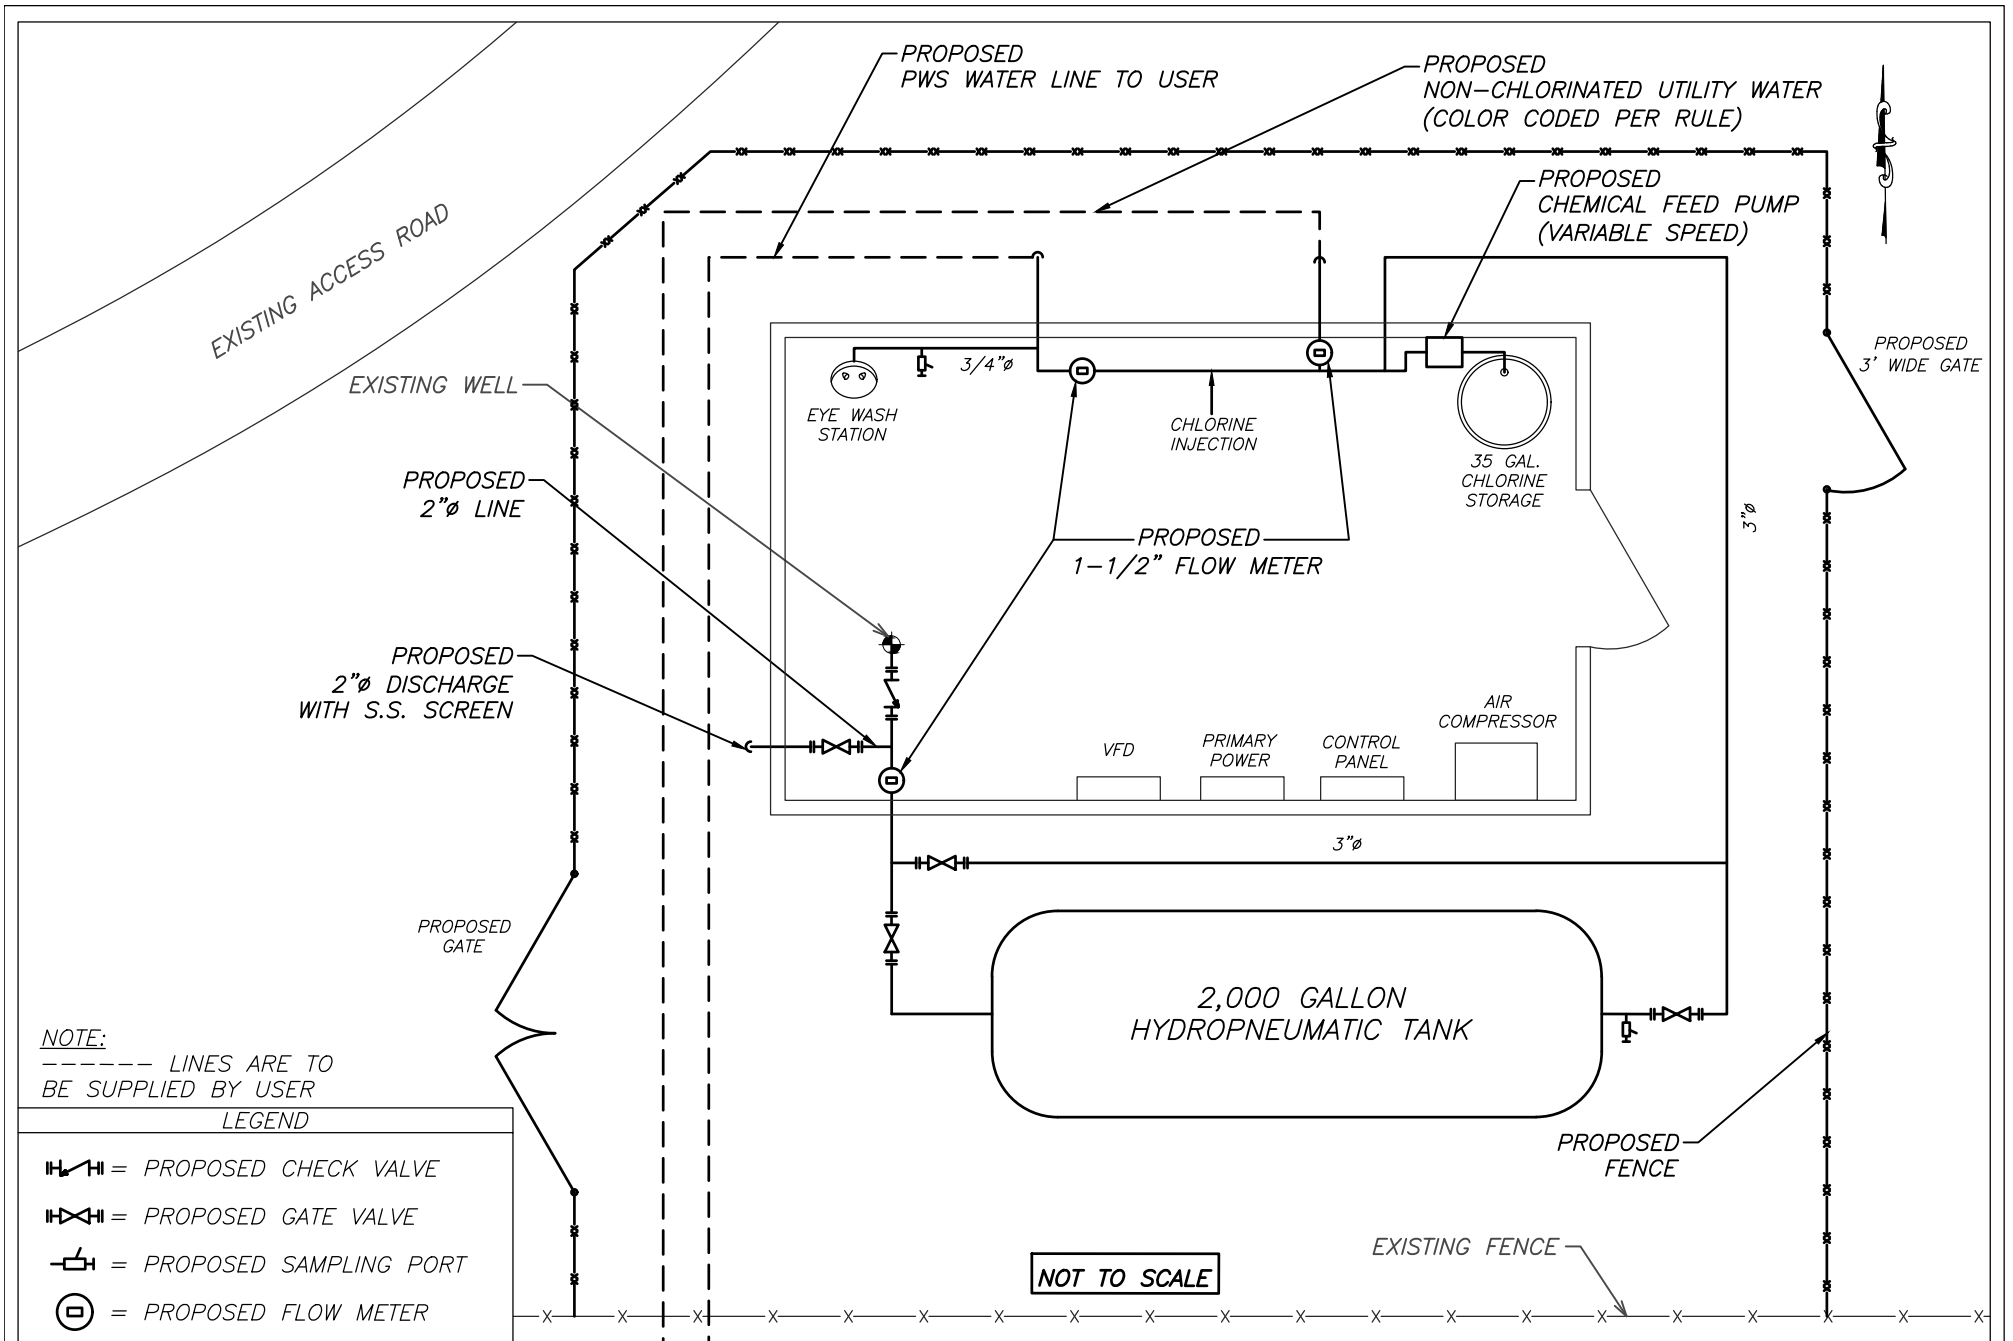 PROPOSED
PWS WATER LINE TO USER
PROPOSED
NON-CHLORINATED UTILITY WATER
(COLOR CODED PER RULE)
PROPOSED
CHEMICAL FEED PUMP
(VARIABLE SPEED)
EXISTING ACCESS ROAD
PROPOSED
3' WIDE GATE
EXISTING WELL
3/4"ø
EYE WASH
STATION
CHLORINE
INJECTION
35 GAL.
CHLORINE
STORAGE
PROPOSED
2"ø LINE
3"ø
PROPOSED
1-1/2" FLOW METER
PROPOSED
2"ø DISCHARGE
WITH S.S. SCREEN
VFD
PRIMARY
POWER
CONTROL
PANEL
AIR
COMPRESSOR
3"ø
PROPOSED
GATE
2,000 GALLON
HYDROPNEUMATIC TANK
NOTE:
------ LINES ARE TO
BE SUPPLIED BY USER
LEGEND
= PROPOSED CHECK VALVE
= PROPOSED GATE VALVE
= PROPOSED SAMPLING PORT
= PROPOSED FLOW METER
PROPOSED
FENCE
EXISTING FENCE
NOT TO SCALE